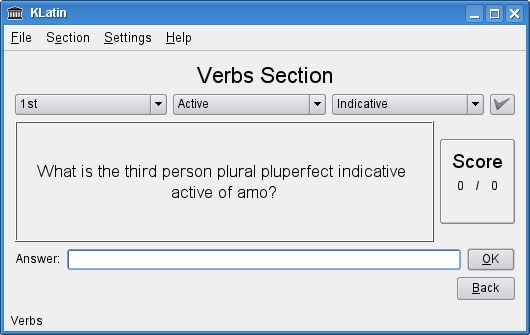 KLatin
File Section Settings Help
Verbs Section
1st Active Indicative
What is the third person plural pluperfect indicative
active of amo?
Score
0 / 0
Answer: OK
Back
Verbs